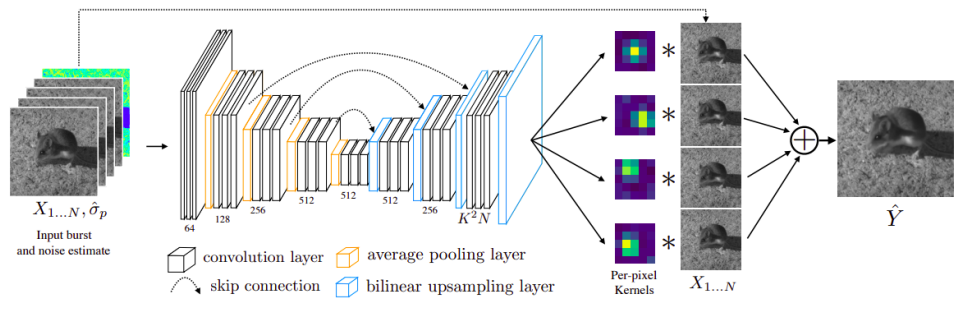 64
128
256
512
512
512
256
K²N
X₁...N, σ̂ₚ
Input burst
and noise estimate
convolution layer
average pooling layer
skip connection
bilinear upsampling layer
*
*
*
*
Per-pixel
Kernels
X₁...N
+
Ŷ